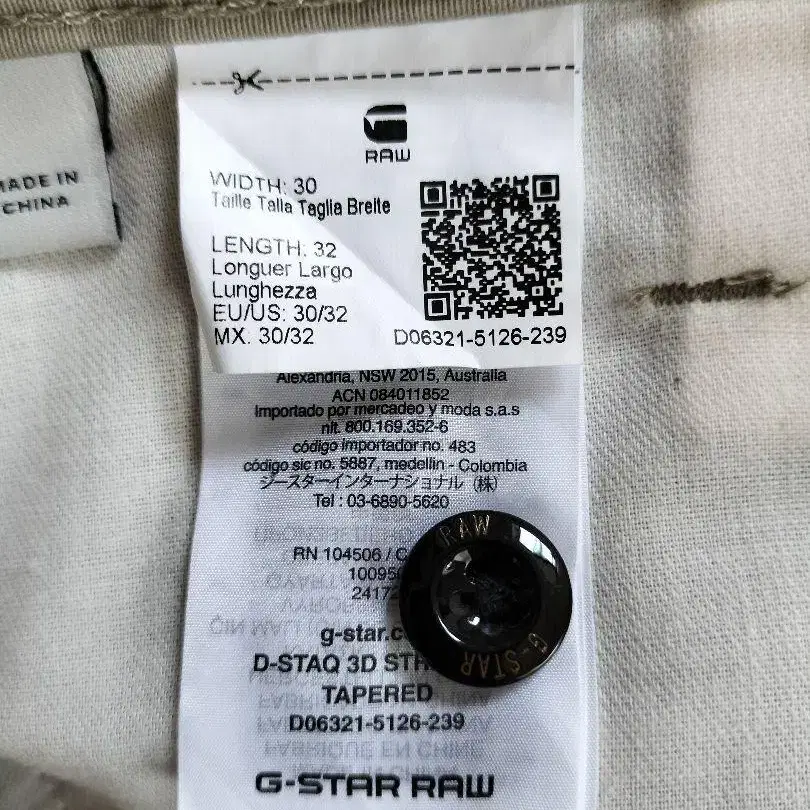 MADE IN
CHINA
RAW
WIDTH: 30
Taille Talla Taglia Breite
LENGTH: 32
Longuer Largo
Lunghezza
EU/US: 30/32
MX: 30/32
D06321-5126-239
Alexandria, NSW 2015, Australia
ACN 084011852
Importado por mercadeo y moda s.a.s
nit. 800.169.352-6
código importador no. 483
código sic no. 5887, medellin - Colombia
ジースターインターナショナル（株）
Tel : 03-6890-5620
RN 104506 /
g-star.
D-STAQ 3D
TAPERED
D06321-5126-239
G-STAR RAW
RAW
G-STAR